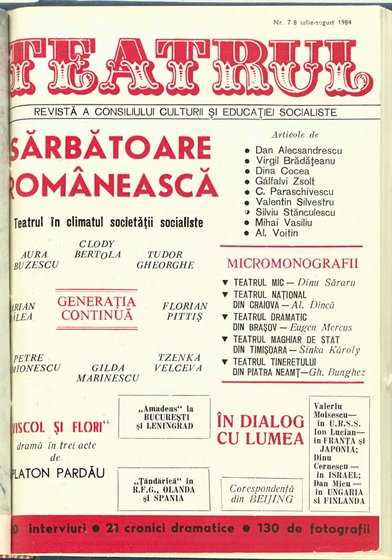 Nr. 7-8 iulie-august 1984
TEATRUL
REVISTĂ A CONSILIULUI CULTURII ȘI EDUCAȚIEI SOCIALISTE
SĂRBĂTOARE
ROMÂNEASCĂ
Teatrul în climatul societății socialiste
Articole de
● Dan Alecsandrescu
● Virgil Brădățeanu
● Dina Cocea
● Gálfalvi Zsolt
● C. Paraschivescu
● Valentin Silvestru
● Silviu Stănculescu
● Mihai Vasiliu
● Al. Voitin
AURA
BUZESCU
CLODY
BERTOLA
TUDOR
GHEORGHE
GENERAȚIA
CONTINUĂ
FLORIAN
PITTIȘ
PETRE
GILDA
MARINESCU
TZENKA
VELCEVA
MICROMONOGRAFII
▼ TEATRUL MIC — Dinu Săraru
▼ TEATRUL NAȚIONAL
DIN CRAIOVA — Al. Dincă
▼ TEATRUL DRAMATIC
DIN BRAȘOV — Eugen Mercus
▼ TEATRUL MAGHIAR DE STAT
DIN TIMIȘOARA — Sinka Károly
▼ TEATRUL TINERETULUI
DIN PIATRA NEAMȚ — Gh. Bunghez
VISCOL ȘI FLORI"
dramă în trei acte
de
PLATON PARDĂU
„Amadeus" la
BUCUREȘTI
și LENINGRAD
„Țăndărică" în
R.F.G., OLANDA
și SPANIA
ÎN DIALOG
CU LUMEA
Corespondență
din BEIJING
Valeriu
Moisescu—
în U.R.S.S.
Ion Lucian—
în FRANȚA și
JAPONIA;
Dinu
Cernescu—
în ISRAEL;
Dan Micu—
în UNGARIA
și FINLANDA
0 interviuri ● 21 cronici dramatice ● 130 de fotografii